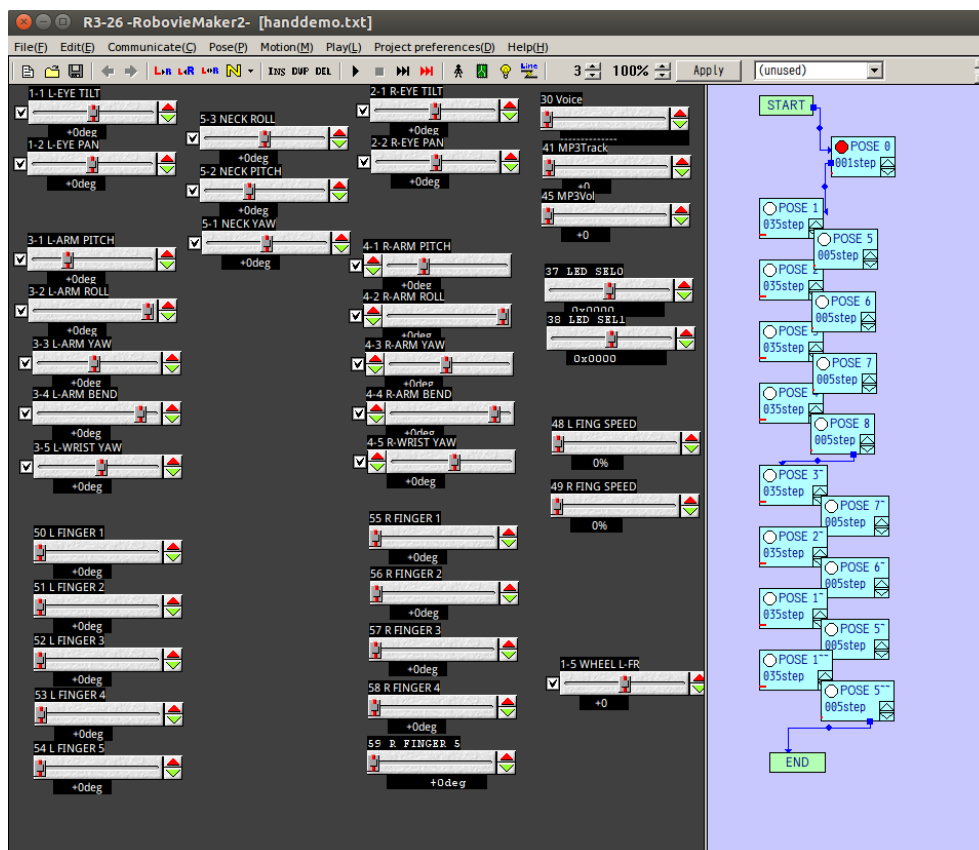 R3-26 -RobovieMaker2- [handdemo.txt]
File(F) Edit(E) Communicate(C) Pose(P) Motion(M) Play(L) Project preferences(D) Help(H)
L▸R L◂R L↔R N INS DUP DEL Line 3 100% Apply (unused)
1-1 L-EYE TILT
+0deg
1-2 L-EYE PAN
+0deg
5-3 NECK ROLL
+0deg
5-2 NECK PITCH
+0deg
5-1 NECK YAW
+0deg
2-1 R-EYE TILT
+0deg
2-2 R-EYE PAN
+0deg
30 Voice
--------------
41 MP3Track
+0
45 MP3Vol
+0
3-1 L-ARM PITCH
+0deg
3-2 L-ARM ROLL
+0deg
3-3 L-ARM YAW
+0deg
3-4 L-ARM BEND
+0deg
3-5 L-WRIST YAW
+0deg
4-1 R-ARM PITCH
+0deg
4-2 R-ARM ROLL
+0deg
4-3 R-ARM YAW
+0deg
4-4 R-ARM BEND
+0deg
4-5 R-WRIST YAW
+0deg
37 LED SEL0
0x0000
38 LED SEL1
0x0000
48 L FING SPEED
0%
49 R FING SPEED
0%
50 L FINGER 1
+0deg
51 L FINGER 2
+0deg
52 L FINGER 3
+0deg
53 L FINGER 4
+0deg
54 L FINGER 5
+0deg
55 R FINGER 1
+0deg
56 R FINGER 2
+0deg
57 R FINGER 3
+0deg
58 R FINGER 4
+0deg
59 R FINGER 5
+0deg
1-5 WHEEL L-FR
+0
START
POSE 0
001step
POSE 1
035step
POSE 5
005step
035step
POSE 6
005step
035step
POSE 7
005step
035step
POSE 8
005step
POSE 3~
035step
POSE 7~
005step
POSE 2~
035step
POSE 6~
005step
POSE 1~
035step
POSE 5~
005step
POSE 1~~
035step
POSE 5~~
005step
END